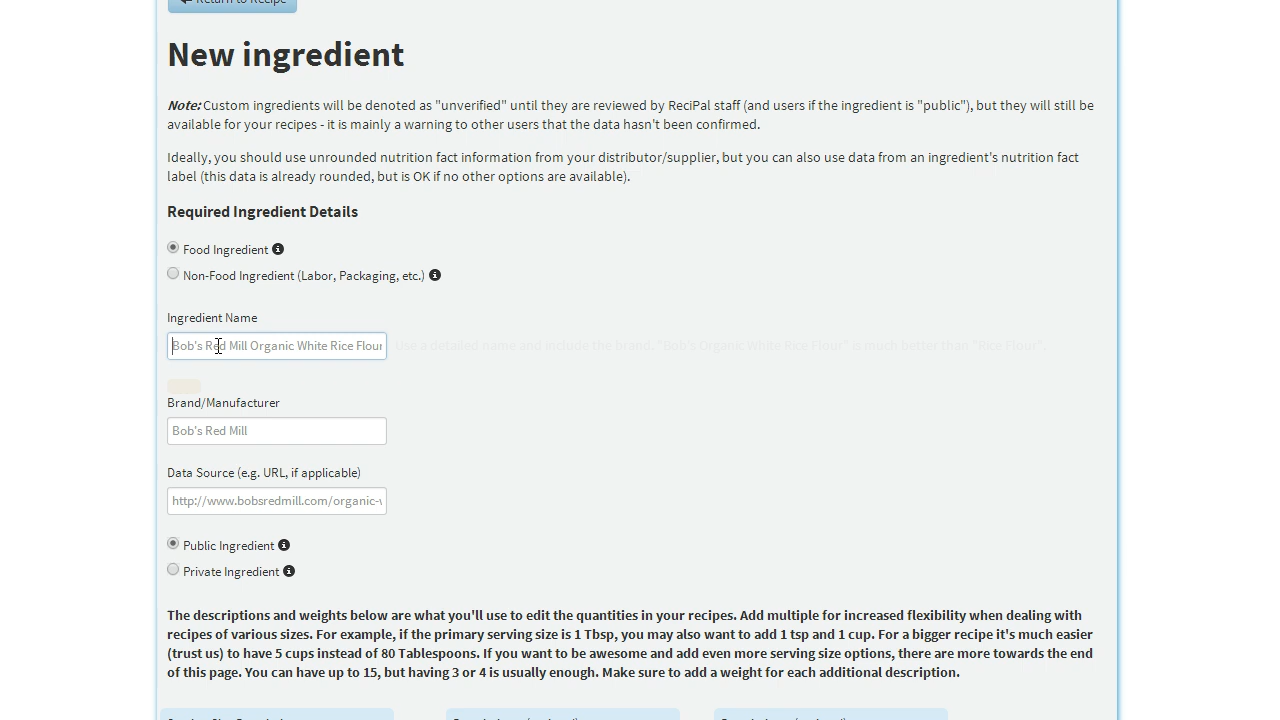 Return to Recipe
New ingredient
Note: Custom ingredients will be denoted as "unverified" until they are reviewed by ReciPal staff (and users if the ingredient is "public"), but they will still be
available for your recipes - it is mainly a warning to other users that the data hasn't been confirmed.
Ideally, you should use unrounded nutrition fact information from your distributor/supplier, but you can also use data from an ingredient's nutrition fact
label (this data is already rounded, but is OK if no other options are available).
Required Ingredient Details
Food Ingredient
Non-Food Ingredient (Labor, Packaging, etc.)
Ingredient Name
Bob's Red Mill Organic White Rice Flour Use a detailed name and include the brand. "Bob's Organic White Rice Flour" is much better than "Rice Flour".
Brand/Manufacturer
Bob's Red Mill
Data Source (e.g. URL, if applicable)
http://www.bobsredmill.com/organic-
Public Ingredient
Private Ingredient
The descriptions and weights below are what you'll use to edit the quantities in your recipes. Add multiple for increased flexibility when dealing with
recipes of various sizes. For example, if the primary serving size is 1 Tbsp, you may also want to add 1 tsp and 1 cup. For a bigger recipe it's much easier
(trust us) to have 5 cups instead of 80 Tablespoons. If you want to be awesome and add even more serving size options, there are more towards the end
of this page. You can have up to 15, but having 3 or 4 is usually enough. Make sure to add a weight for each additional description.